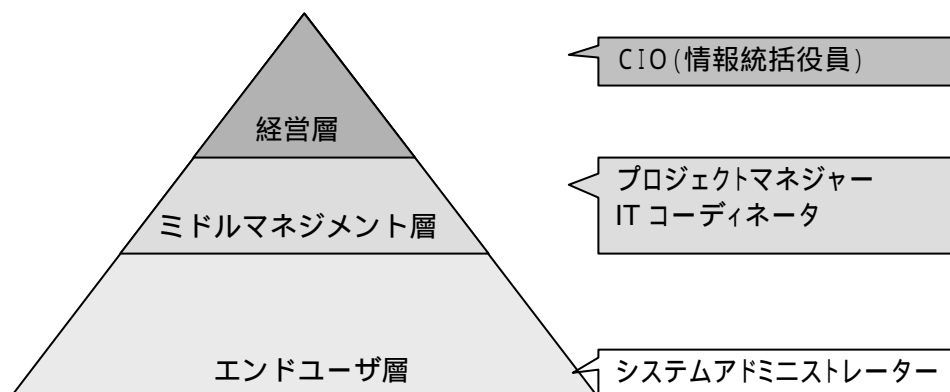 CIO(情報統括役員)
経営層
プロジェクトマネジャー
IT コーディネータ
ミドルマネジメント層
エンドユーザ層
システムアドミニストレーター